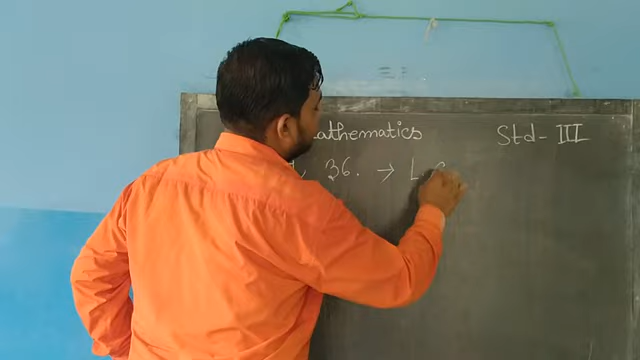 athematics Std- III
36. → L.